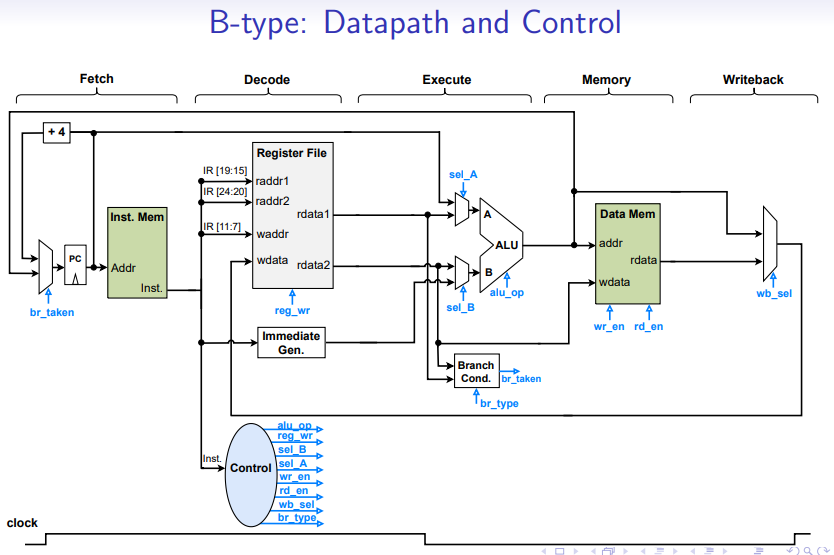 B-type: Datapath and Control
Fetch
Decode
Execute
Memory
Writeback
+ 4
Register File
IR [19:15]
raddr1
IR [24:20]
raddr2
rdata1
IR [11:7]
waddr
wdata
rdata2
reg_wr
sel_A
A
ALU
B
alu_op
sel_B
Inst. Mem
Addr
Inst.
PC
br_taken
Data Mem
addr
rdata
wdata
wr_en
rd_en
wb_sel
Immediate
Gen.
Branch
Cond.
br_taken
br_type
Inst.
Control
alu_op
reg_wr
sel_B
sel_A
wr_en
rd_en
wb_sel
br_type
clock